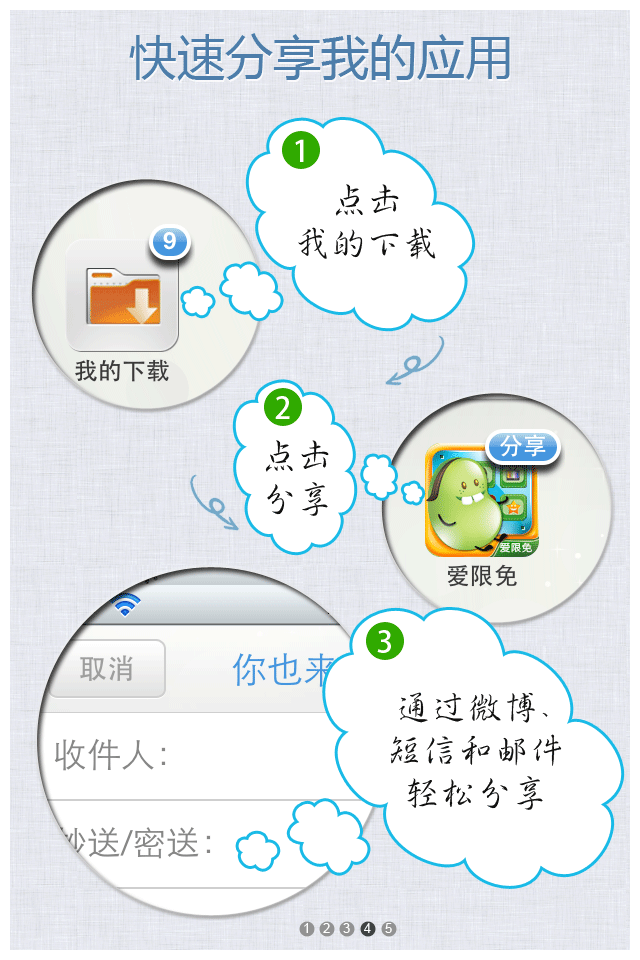 快速分享我的应用
1
点击
我的下载
9
我的下载
2
点击
分享
分享
爱限免
爱限免
3
通过微博、
短信和邮件
轻松分享
取消
你也来
收件人:
抄送/密送:
1 2 3 4 5